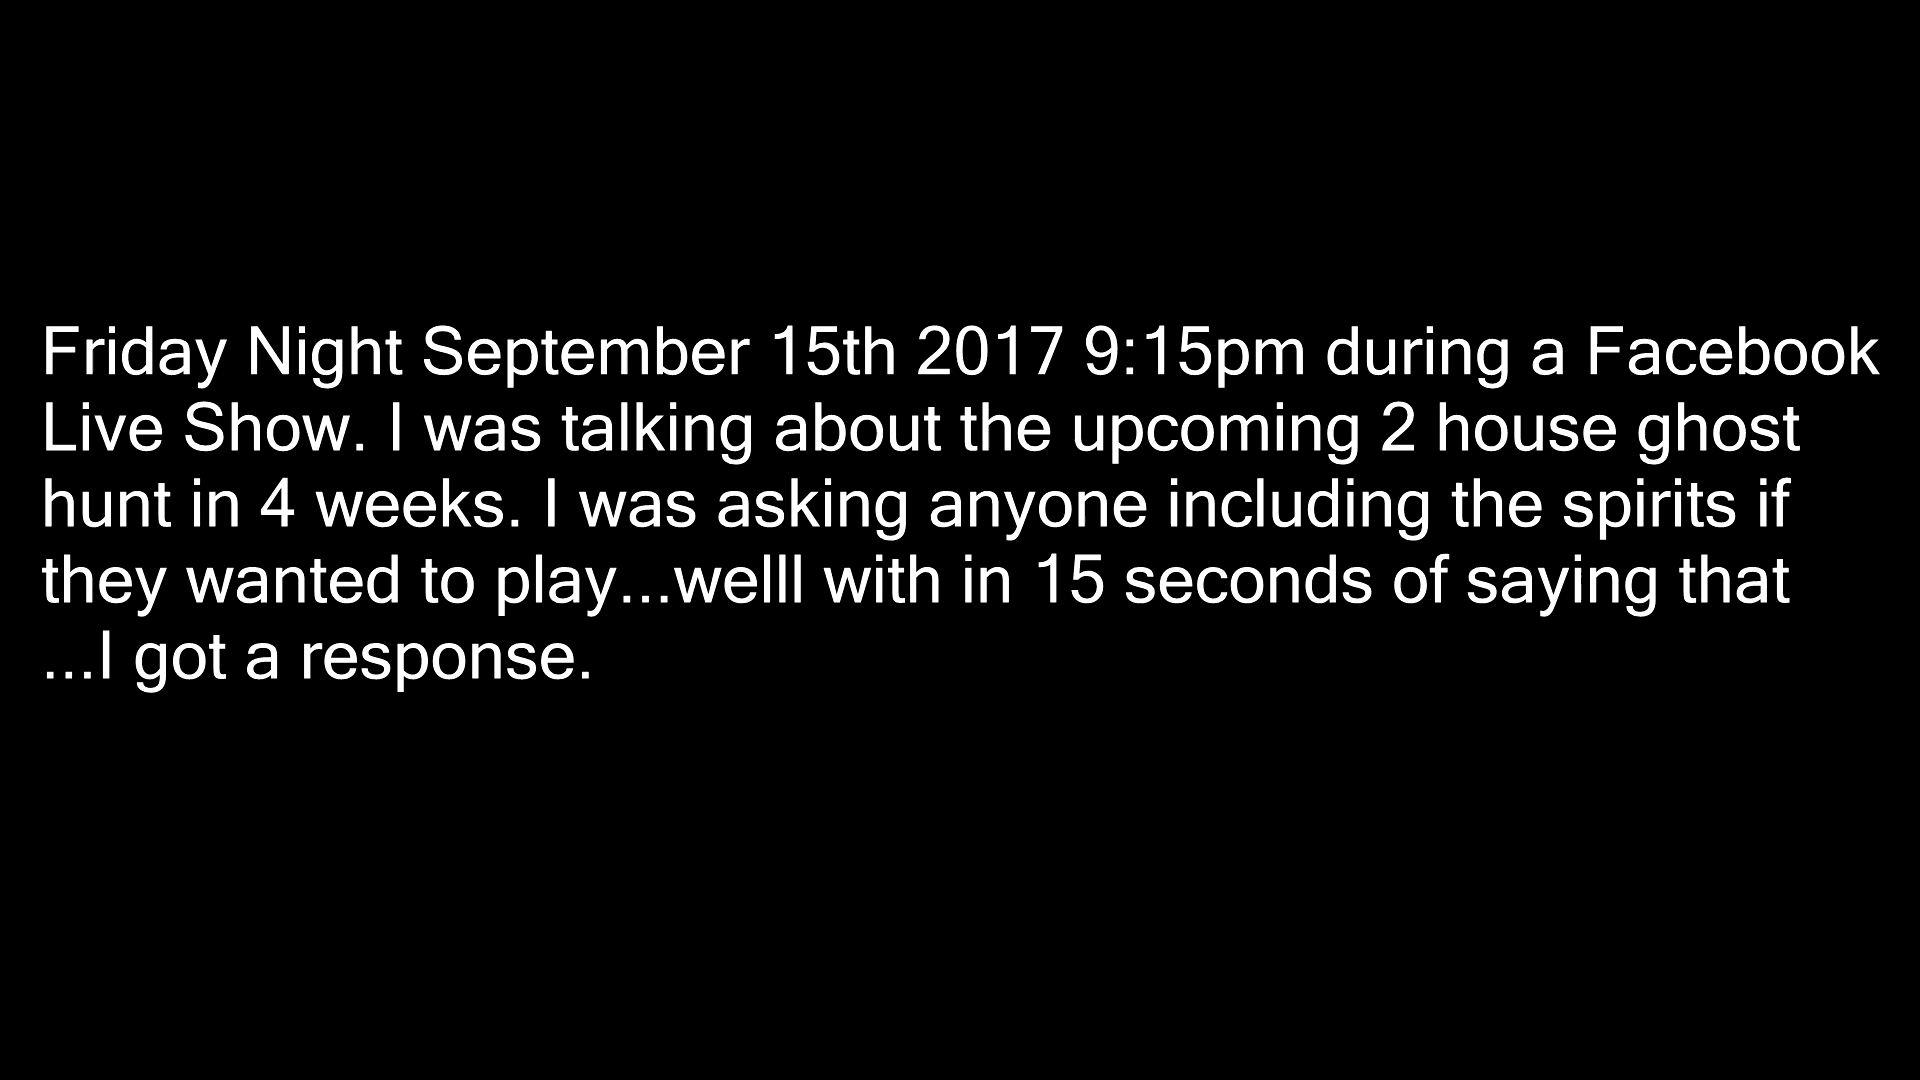 Friday Night September 15th 2017 9:15pm during a Facebook
Live Show. I was talking about the upcoming 2 house ghost
hunt in 4 weeks. I was asking anyone including the spirits if
they wanted to play...welll with in 15 seconds of saying that
...I got a response.